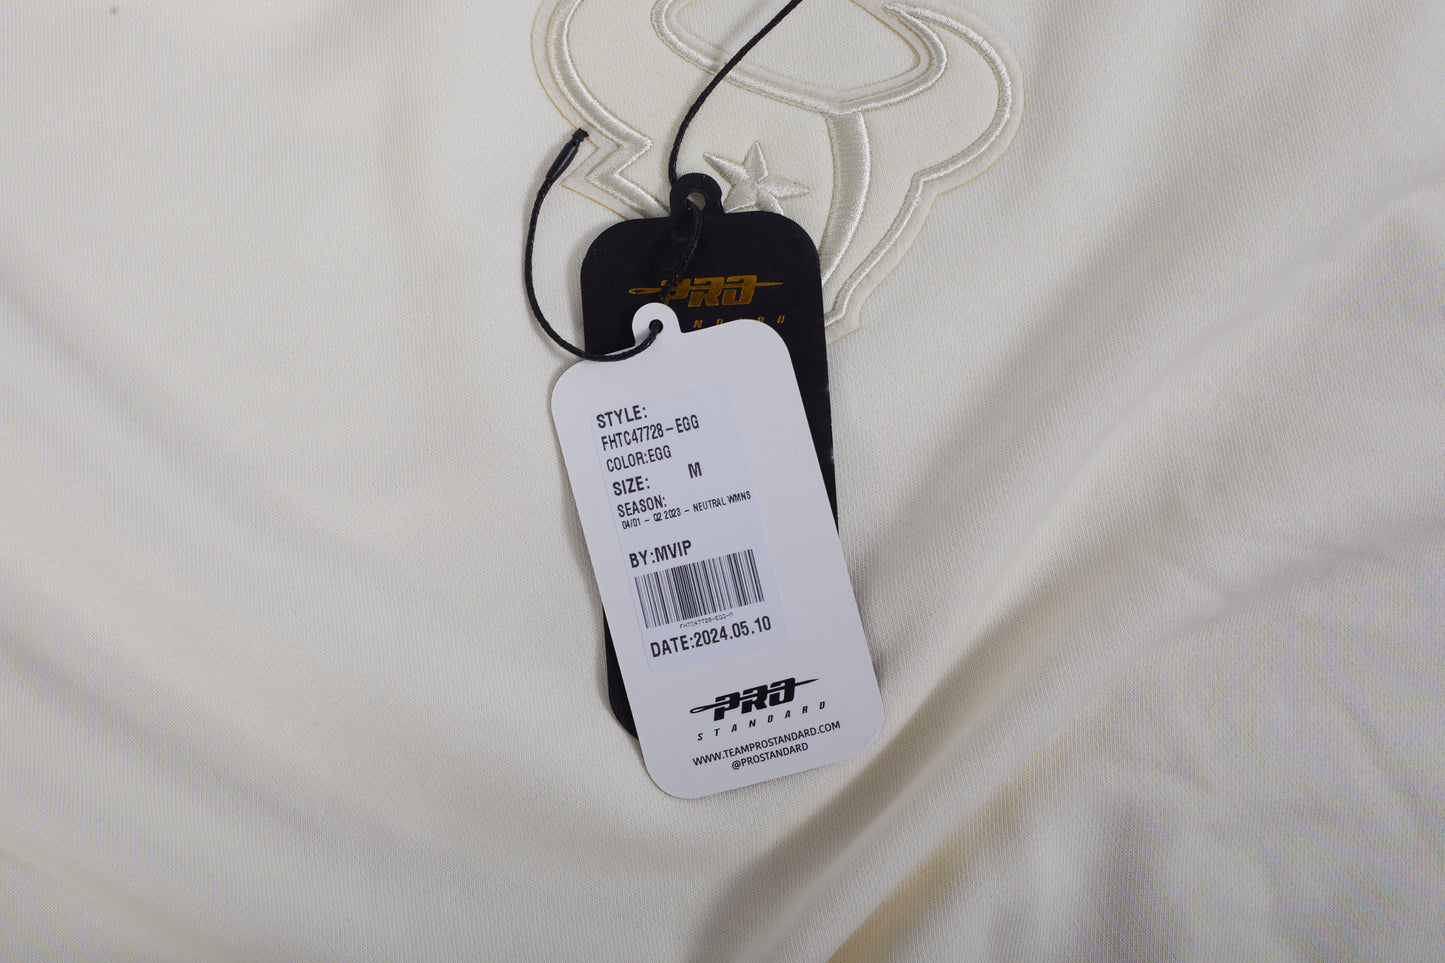 PRO
NDARD
STYLE:
FHTC47728-EGG
COLOR:EGG
SIZE: M
SEASON:
04/01 - Q2 2023 - NEUTRAL WMNS
BY:MVIP
FHTC47728-EGG-M
DATE:2024.05.10
PRO
STANDARD
WWW.TEAMPROSTANDARD.COM
@PROSTANDARD